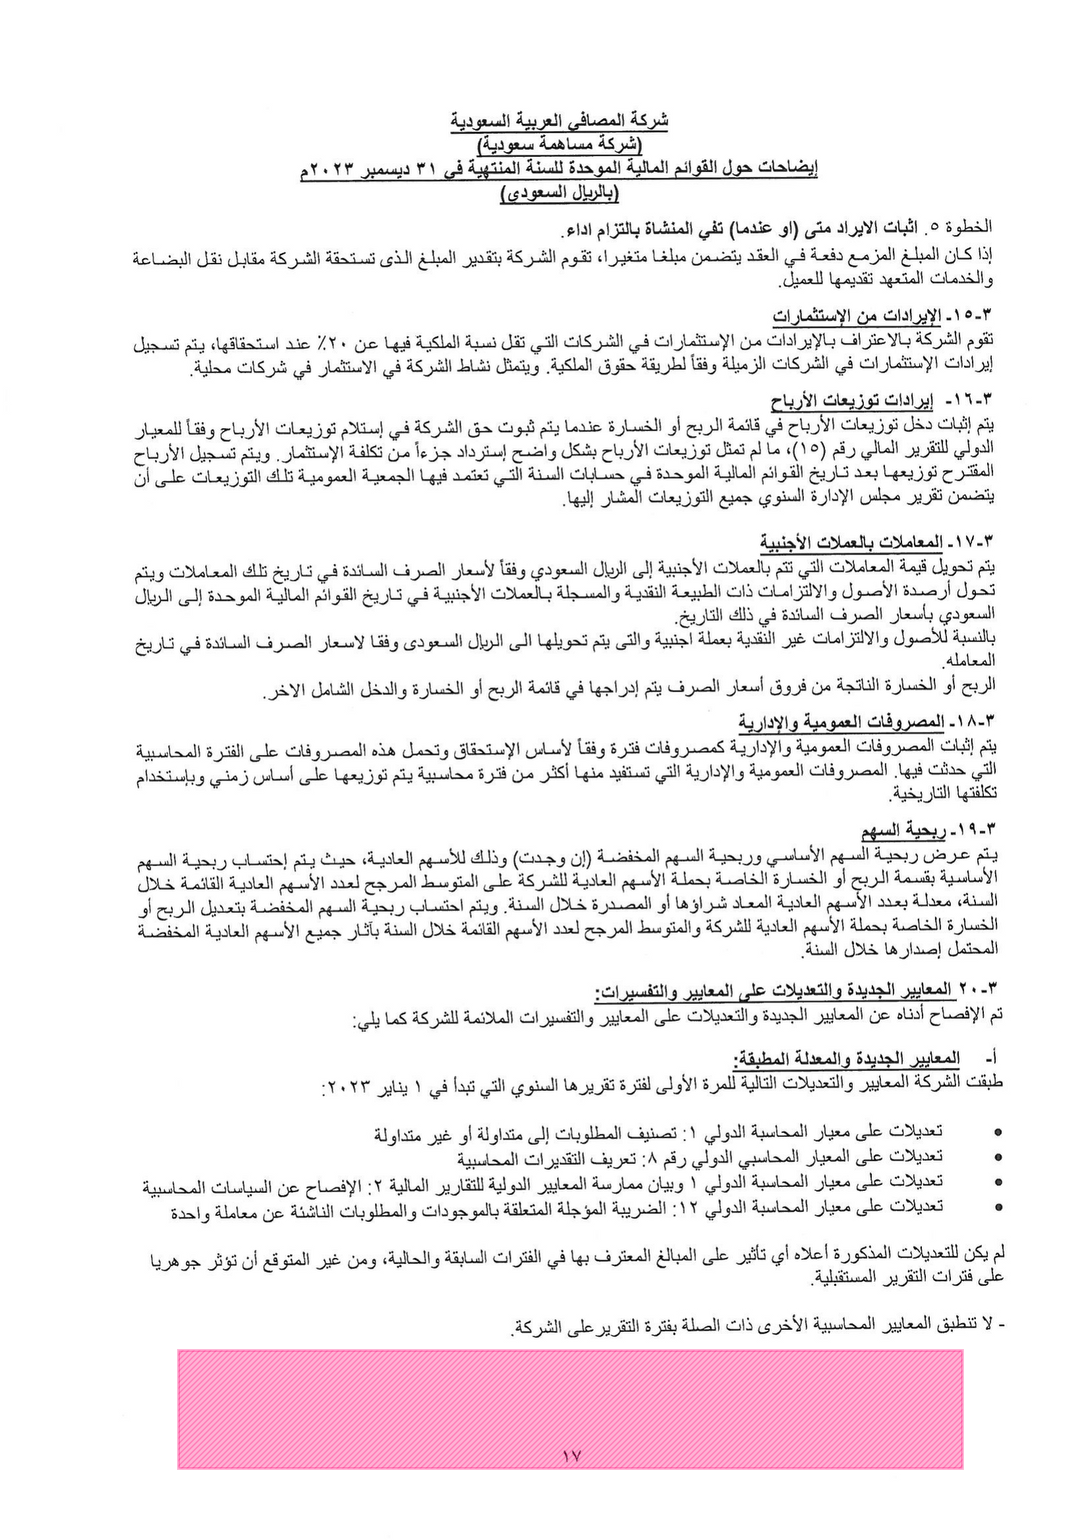 شركة المصافي العربية السعودية
(شركة مساهمة سعودية)
إيضاحات حول القوائم المالية الموحدة للسنة المنتهية في ٣١ ديسمبر ٢٠٢٣م
(بالريال السعودى)
الخطوة ٥. اثبات الايراد متى (او عندما) تفي المنشاة بالتزام اداء.
إذا كان المبلغ المزمع دفعة في العقد يتضمن مبلغا متغيرا، تقوم الشركة بتقدير المبلغ الذى تستحقة الشركة مقابل نقل البضاعة
والخدمات المتعهد تقديمها للعميل.
٣-١٥- الإيرادات من الإستثمارات
تقوم الشركة بالاعتراف بالإيرادات من الإستثمارات في الشركات التي تقل نسبة الملكية فيها عن ٢٠٪ عند استحقاقها، يتم تسجيل
إيرادات الإستثمارات في الشركات الزميلة وفقاً لطريقة حقوق الملكية. ويتمثل نشاط الشركة في الاستثمار في شركات محلية.
٣-١٦- إيرادات توزيعات الأرباح
يتم إثبات دخل توزيعات الأرباح في قائمة الربح أو الخسارة عندما يتم ثبوت حق الشركة في إستلام توزيعات الأرباح وفقاً للمعيار
الدولي للتقرير المالي رقم (١٥)، ما لم تمثل توزيعات الأرباح بشكل واضح إسترداد جزءاً من تكلفة الإستثمار. ويتم تسجيل الأرباح
المقترح توزيعها بعد تاريخ القوائم المالية الموحدة في حسابات السنة التي تعتمد فيها الجمعية العمومية تلك التوزيعات على أن
يتضمن تقرير مجلس الإدارة السنوي جميع التوزيعات المشار إليها.
٣-١٧- المعاملات بالعملات الأجنبية
يتم تحويل قيمة المعاملات التي تتم بالعملات الأجنبية إلى الريال السعودي وفقاً لأسعار الصرف السائدة في تاريخ تلك المعاملات ويتم
تحول أرصدة الأصول والالتزامات ذات الطبيعة النقدية والمسجلة بالعملات الأجنبية في تاريخ القوائم المالية الموحدة إلى الريال
السعودي بأسعار الصرف السائدة في ذلك التاريخ.
بالنسبة للأصول والالتزامات غير النقدية بعملة اجنبية والتى يتم تحويلها الى الريال السعودى وفقا لاسعار الصرف السائدة في تاريخ
المعامله.
الربح أو الخسارة الناتجة من فروق أسعار الصرف يتم إدراجها في قائمة الربح أو الخسارة والدخل الشامل الاخر.
٣-١٨- المصروفات العمومية والإدارية
يتم إثبات المصروفات العمومية والإدارية كمصروفات فترة وفقاً لأساس الإستحقاق وتحمل هذه المصروفات على الفترة المحاسبية
التي حدثت فيها. المصروفات العمومية والإدارية التي تستفيد منها أكثر من فترة محاسبية يتم توزيعها على أساس زمني وبإستخدام
تكلفتها التاريخية.
٣-١٩- ربحية السهم
يتم عرض ربحية السهم الأساسي وربحية السهم المخفضة (إن وجدت) وذلك للأسهم العادية، حيث يتم إحتساب ربحية السهم
الأساسية بقسمة الربح أو الخسارة الخاصة بحملة الأسهم العادية للشركة على المتوسط المرجح لعدد الأسهم العادية القائمة خلال
السنة، معدلة بعدد الأسهم العادية المعاد شراؤها أو المصدرة خلال السنة. ويتم احتساب ربحية السهم المخفضة بتعديل الربح أو
الخسارة الخاصة بحملة الأسهم العادية للشركة والمتوسط المرجح لعدد الأسهم القائمة خلال السنة بآثار جميع الأسهم العادية المخفضة
المحتمل إصدارها خلال السنة.
٣-٢٠ المعايير الجديدة والتعديلات على المعايير والتفسيرات:
تم الإفصاح أدناه عن المعايير الجديدة والتعديلات على المعايير والتفسيرات الملائمة للشركة كما يلي:
أ- المعايير الجديدة والمعدلة المطبقة:
طبقت الشركة المعايير والتعديلات التالية للمرة الأولى لفترة تقريرها السنوي التي تبدأ في ١ يناير ٢٠٢٣:
• تعديلات على معيار المحاسبة الدولي ١: تصنيف المطلوبات إلى متداولة أو غير متداولة
• تعديلات على المعيار المحاسبي الدولي رقم ٨: تعريف التقديرات المحاسبية
• تعديلات على معيار المحاسبة الدولي ١ وبيان ممارسة المعايير الدولية للتقارير المالية ٢: الإفصاح عن السياسات المحاسبية
• تعديلات على معيار المحاسبة الدولي ١٢: الضريبة المؤجلة المتعلقة بالموجودات والمطلوبات الناشئة عن معاملة واحدة
لم يكن للتعديلات المذكورة أعلاه أي تأثير على المبالغ المعترف بها في الفترات السابقة والحالية، ومن غير المتوقع أن تؤثر جوهريا
على فترات التقرير المستقبلية.
- لا تنطبق المعايير المحاسبية الأخرى ذات الصلة بفترة التقرير على الشركة.
١٧